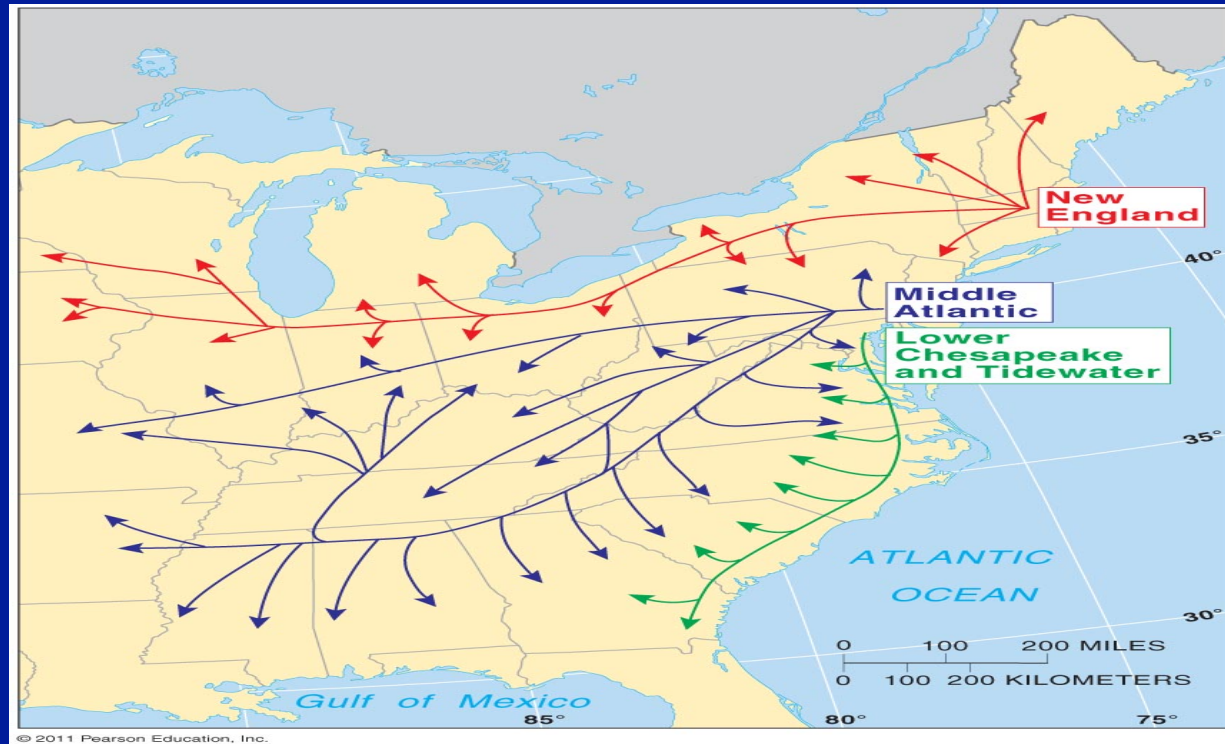 New
England
40°
Middle
Atlantic
Lower
Chesapeake
and Tidewater
35°
ATLANTIC
OCEAN
30°
0 100 200 MILES
0 100 200 KILOMETERS
Gulf of Mexico
85°
80°
75°
© 2011 Pearson Education, Inc.